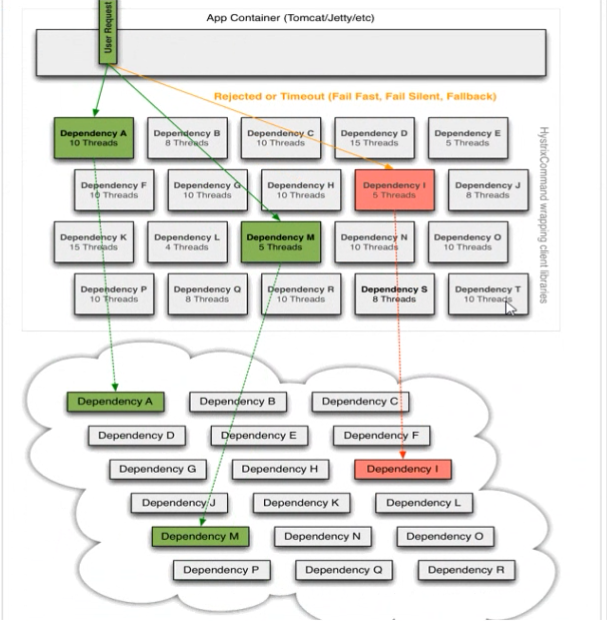 User Request
App Container (Tomcat/Jetty/etc)
Rejected or Timeout (Fail Fast, Fail Silent, Fallback)
Dependency A
10 Threads
Dependency B
8 Threads
Dependency C
10 Threads
Dependency D
15 Threads
Dependency E
5 Threads
Dependency F
10 Threads
Dependency G
10 Threads
Dependency H
10 Threads
Dependency I
5 Threads
Dependency J
8 Threads
Dependency K
15 Threads
Dependency L
4 Threads
Dependency M
5 Threads
Dependency N
10 Threads
Dependency O
10 Threads
Dependency P
10 Threads
Dependency Q
8 Threads
Dependency R
10 Threads
Dependency S
8 Threads
Dependency T
10 Threads
HystrixCommand wrapping client libraries
Dependency A
Dependency B
Dependency C
Dependency D
Dependency E
Dependency F
Dependency G
Dependency H
Dependency I
Dependency J
Dependency K
Dependency L
Dependency M
Dependency N
Dependency O
Dependency P
Dependency Q
Dependency R